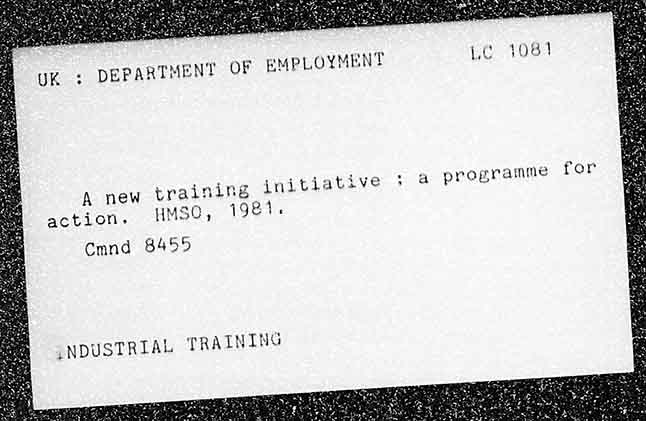 UK : DEPARTMENT OF EMPLOYMENT LC 1081
A new training initiative : a programme for
action. HMSO, 1981.
Cmnd 8455
INDUSTRIAL TRAINING